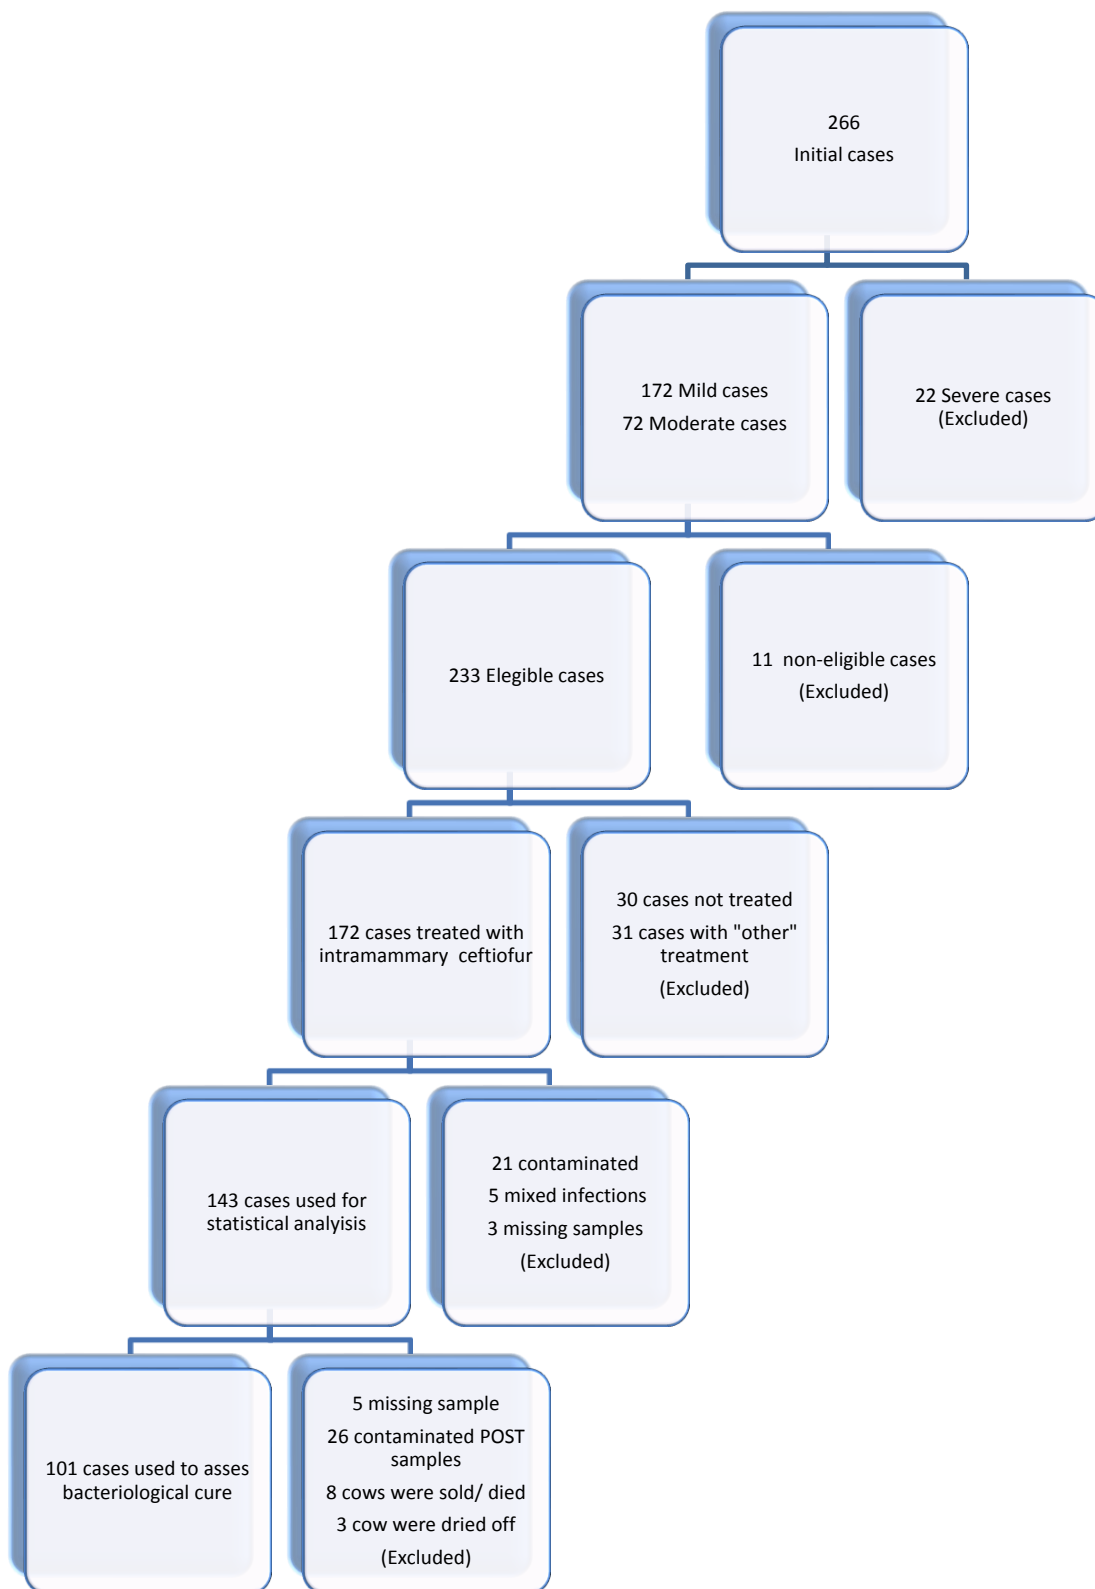 266
Initial cases
172 Mild cases
72 Moderate cases
22 Severe cases
(Excluded)
233 Elegible cases
11 non-eligible cases
(Excluded)
172 cases treated with
intramammary ceftiofur
30 cases not treated
31 cases with "other"
treatment
(Excluded)
143 cases used for
statistical analyisis
21 contaminated
5 mixed infections
3 missing samples
(Excluded)
101 cases used to asses
bacteriological cure
5 missing sample
26 contaminated POST
samples
8 cows were sold/ died
3 cow were dried off
(Excluded)